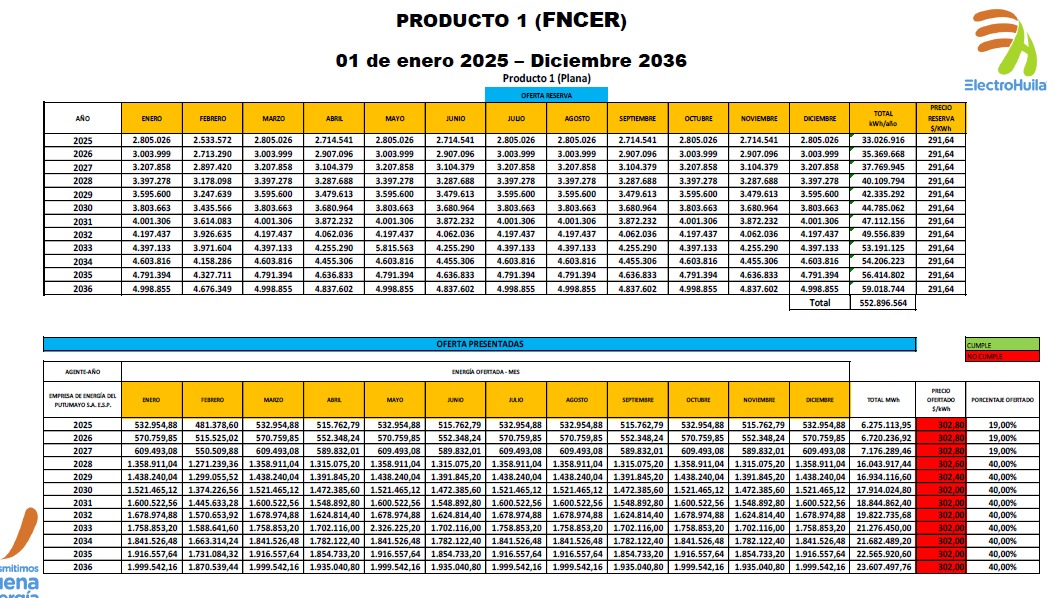 PRODUCTO 1 (FNCER)
01 de enero 2025 – Diciembre 2036
ElectroHuila
Producto 1 (Plana)
OFERTA RESERVA
AÑO ENERO FEBRERO MARZO ABRIL MAYO JUNIO JULIO AGOSTO SEPTIEMBRE OCTUBRE NOVIEMBRE DICIEMBRE TOTAL kWh/año PRECIO RESERVA $/KWh
2025 2.805.026 2.533.572 2.805.026 2.714.541 2.805.026 2.714.541 2.805.026 2.805.026 2.714.541 2.805.026 2.714.541 2.805.026 33.026.916 291,64
2026 3.003.999 2.713.290 3.003.999 2.907.096 3.003.999 2.907.096 3.003.999 3.003.999 2.907.096 3.003.999 2.907.096 3.003.999 35.369.668 291,64
2027 3.207.858 2.897.420 3.207.858 3.104.379 3.207.858 3.104.379 3.207.858 3.207.858 3.104.379 3.207.858 3.104.379 3.207.858 37.769.945 291,64
2028 3.397.278 3.178.098 3.397.278 3.287.688 3.397.278 3.287.688 3.397.278 3.397.278 3.287.688 3.397.278 3.287.688 3.397.278 40.109.794 291,64
2029 3.595.600 3.247.639 3.595.600 3.479.613 3.595.600 3.479.613 3.595.600 3.595.600 3.479.613 3.595.600 3.479.613 3.595.600 42.335.292 291,64
2030 3.803.663 3.435.566 3.803.663 3.680.964 3.803.663 3.680.964 3.803.663 3.803.663 3.680.964 3.803.663 3.680.964 3.803.663 44.785.062 291,64
2031 4.001.306 3.614.083 4.001.306 3.872.232 4.001.306 3.872.232 4.001.306 4.001.306 3.872.232 4.001.306 3.872.232 4.001.306 47.112.156 291,64
2032 4.197.437 3.926.635 4.197.437 4.062.036 4.197.437 4.062.036 4.197.437 4.197.437 4.062.036 4.197.437 4.062.036 4.197.437 49.556.839 291,64
2033 4.397.133 3.971.604 4.397.133 4.255.290 5.815.563 4.255.290 4.397.133 4.397.133 4.255.290 4.397.133 4.255.290 4.397.133 53.191.125 291,64
2034 4.603.816 4.158.286 4.603.816 4.455.306 4.603.816 4.455.306 4.603.816 4.603.816 4.455.306 4.603.816 4.455.306 4.603.816 54.206.223 291,64
2035 4.791.394 4.327.711 4.791.394 4.636.833 4.791.394 4.636.833 4.791.394 4.791.394 4.636.833 4.791.394 4.636.833 4.791.394 56.414.802 291,64
2036 4.998.855 4.676.349 4.998.855 4.837.602 4.998.855 4.837.602 4.998.855 4.998.855 4.837.602 4.998.855 4.837.602 4.998.855 59.018.744 291,64
Total 552.896.564
OFERTA PRESENTADAS
CUMPLE
NO CUMPLE
AGENTE-AÑO ENERGÍA OFERTADA - MES
EMPRESA DE ENERGÍA DEL PUTUMAYO S.A. E.S.P. ENERO FEBRERO MARZO ABRIL MAYO JUNIO JULIO AGOSTO SEPTIEMBRE OCTUBRE NOVIEMBRE DICIEMBRE TOTAL MWh PRECIO OFERTADO $/kWh PORCENTAJE OFERTADO
2025 532.954,88 481.378,60 532.954,88 515.762,79 532.954,88 515.762,79 532.954,88 532.954,88 515.762,79 532.954,88 515.762,79 532.954,88 6.275.113,95 302,80 19,00%
2026 570.759,85 515.525,02 570.759,85 552.348,24 570.759,85 552.348,24 570.759,85 570.759,85 552.348,24 570.759,85 552.348,24 570.759,85 6.720.236,92 302,80 19,00%
2027 609.493,08 550.509,88 609.493,08 589.832,01 609.493,08 589.832,01 609.493,08 609.493,08 589.832,01 609.493,08 589.832,01 609.493,08 7.176.289,46 302,80 19,00%
2028 1.358.911,04 1.271.239,36 1.358.911,04 1.315.075,20 1.358.911,04 1.315.075,20 1.358.911,04 1.358.911,04 1.315.075,20 1.358.911,04 1.315.075,20 1.358.911,04 16.043.917,44 302,60 40,00%
2029 1.438.240,04 1.299.055,52 1.438.240,04 1.391.845,20 1.438.240,04 1.391.845,20 1.438.240,04 1.438.240,04 1.391.845,20 1.438.240,04 1.391.845,20 1.438.240,04 16.934.116,60 302,40 40,00%
2030 1.521.465,12 1.374.226,56 1.521.465,12 1.472.385,60 1.521.465,12 1.472.385,60 1.521.465,12 1.521.465,12 1.472.385,60 1.521.465,12 1.472.385,60 1.521.465,12 17.914.024,80 302,00 40,00%
2031 1.600.522,56 1.445.633,28 1.600.522,56 1.548.892,80 1.600.522,56 1.548.892,80 1.600.522,56 1.600.522,56 1.548.892,80 1.600.522,56 1.548.892,80 1.600.522,56 18.844.862,40 302,00 40,00%
2032 1.678.974,88 1.570.653,92 1.678.974,88 1.624.814,40 1.678.974,88 1.624.814,40 1.678.974,88 1.678.974,88 1.624.814,40 1.678.974,88 1.624.814,40 1.678.974,88 19.822.735,68 302,00 40,00%
2033 1.758.853,20 1.588.641,60 1.758.853,20 1.702.116,00 2.326.225,20 1.702.116,00 1.758.853,20 1.758.853,20 1.702.116,00 1.758.853,20 1.702.116,00 1.758.853,20 21.276.450,00 302,00 40,00%
2034 1.841.526,48 1.663.314,24 1.841.526,48 1.782.122,40 1.841.526,48 1.782.122,40 1.841.526,48 1.841.526,48 1.782.122,40 1.841.526,48 1.782.122,40 1.841.526,48 21.682.489,20 302,00 40,00%
2035 1.916.557,64 1.731.084,32 1.916.557,64 1.854.733,20 1.916.557,64 1.854.733,20 1.916.557,64 1.916.557,64 1.854.733,20 1.916.557,64 1.854.733,20 1.916.557,64 22.565.920,60 302,00 40,00%
2036 1.999.542,16 1.870.539,44 1.999.542,16 1.935.040,80 1.999.542,16 1.935.040,80 1.999.542,16 1.999.542,16 1.935.040,80 1.999.542,16 1.935.040,80 1.999.542,16 23.607.497,76 302,00 40,00%
smitimos